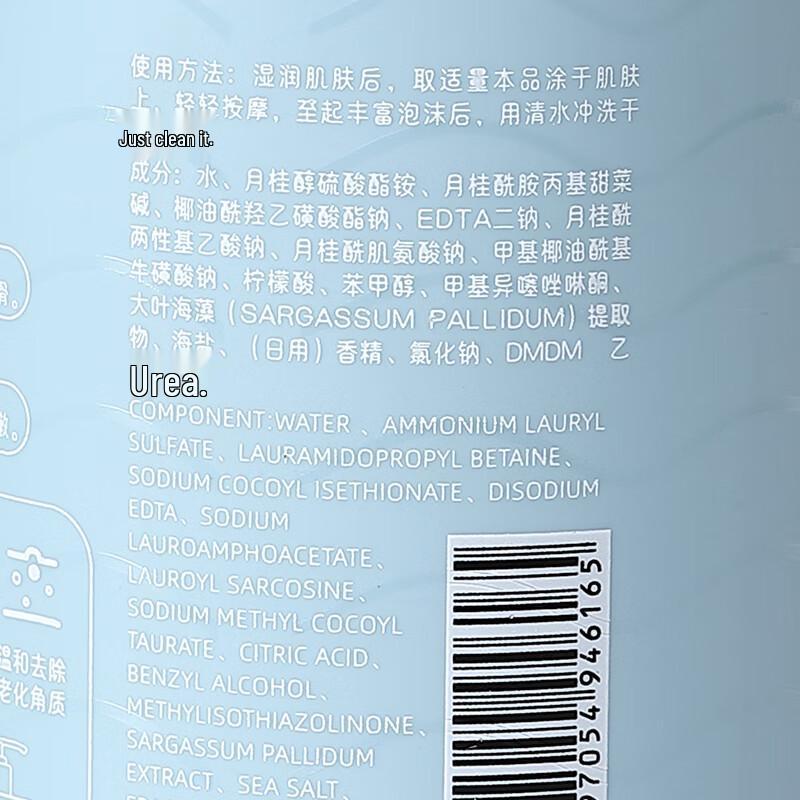 使用方法：湿润肌肤后，取适量本品涂于肌肤
上，轻轻按摩，至起丰富泡沫后，用清水冲洗干
Just clean it.
成分：水、月桂醇硫酸酯铵、月桂酰胺丙基甜菜
碱、椰油酰羟乙磺酸酯钠、EDTA二钠、月桂酰
两性基乙酸钠、月桂酰肌氨酸钠、甲基椰油酰基
牛磺酸钠、柠檬酸、苯甲醇、甲基异噻唑啉酮、
大叶海藻（SARGASSUM PALLIDUM）提取
物、海盐、（日用）香精、氯化钠、DMDM 乙
Urea.
COMPONENT:WATER、AMMONIUM LAURYL
SULFATE、LAURAMIDOPROPYL BETAINE、
SODIUM COCOYL ISETHIONATE、DISODIUM
EDTA、SODIUM
LAUROAMPHOACETATE、
LAUROYL SARCOSINE、
SODIUM METHYL COCOYL
TAURATE、CITRIC ACID、
BENZYL ALCOHOL、
METHYLISOTHIAZOLINONE、
SARGASSUM PALLIDUM
EXTRACT、SEA SALT、
滑。
激。
温和去除
老化角质
97054946165